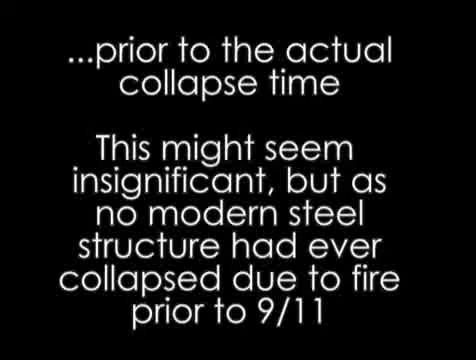 ...prior to the actual
collapse time
This might seem
insignificant, but as
no modern steel
structure had ever
collapsed due to fire
prior to 9/11